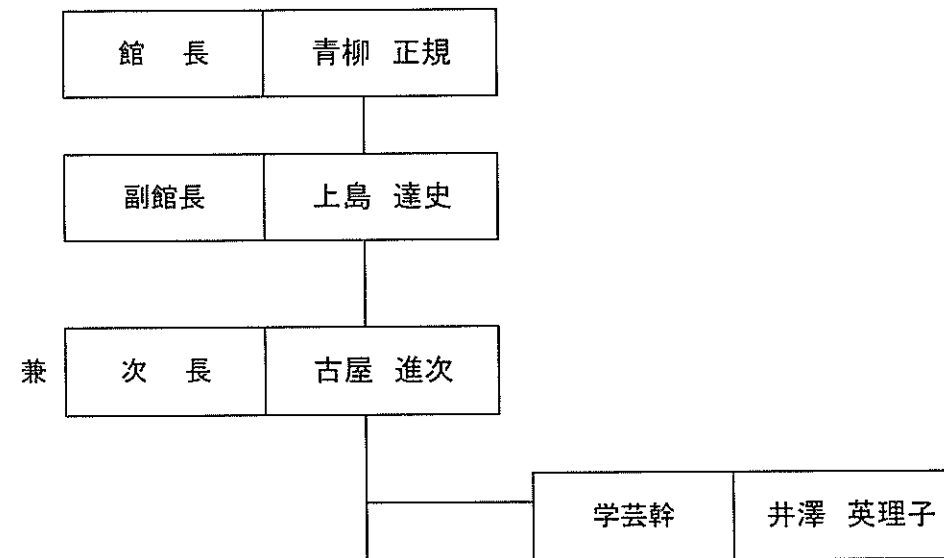 館 長 青柳 正規
副館長 上島 達史
兼 次 長 古屋 進次
学芸幹 井澤 英理子